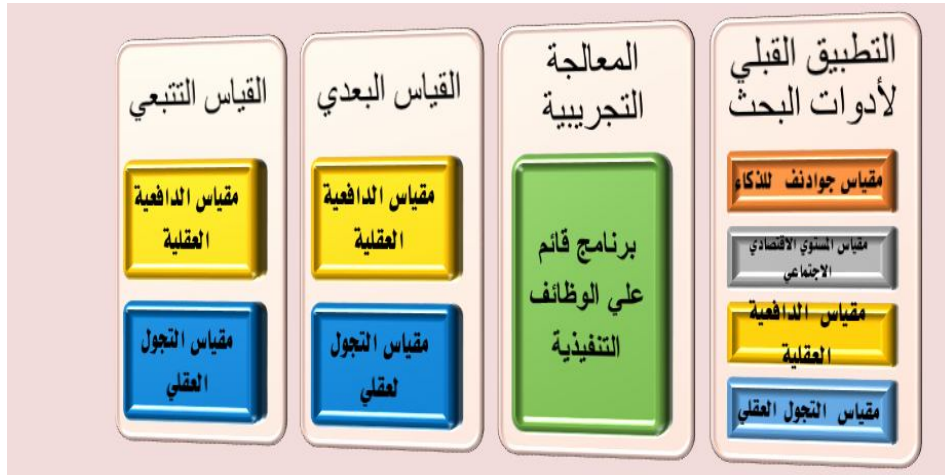 التطبيق القبلي
لأدوات البحث
مقياس جوادنف للذكاء
مقياس المستوي الاقتصادي
الاجتماعي
مقياس الدافعية
العقلية
مقياس التجول العقلي
المعالجة
التجريبية
برنامج قائم
علي الوظائف
التنفيذية
القياس البعدي
مقياس الدافعية
العقلية
مقياس التجول
لعقلي
القياس التتبعي
مقياس الدافعية
العقلية
مقياس التجول
العقلي